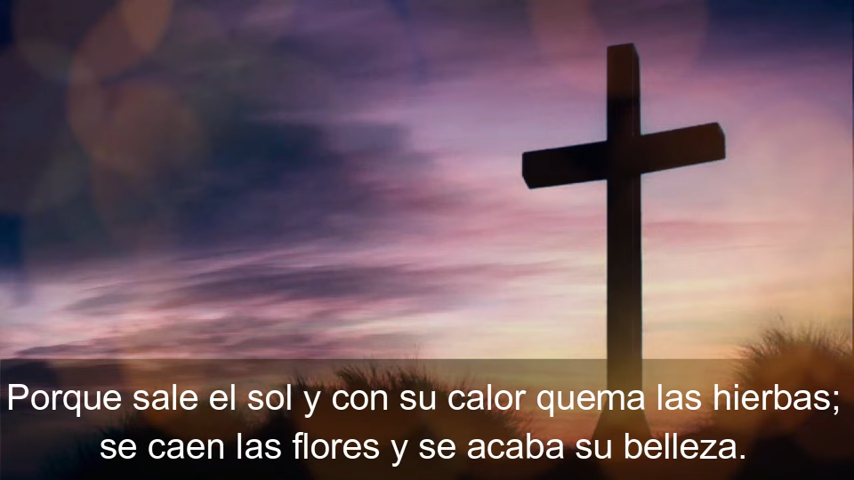 Porque sale el sol y con su calor quema las hierbas;
se caen las flores y se acaba su belleza.